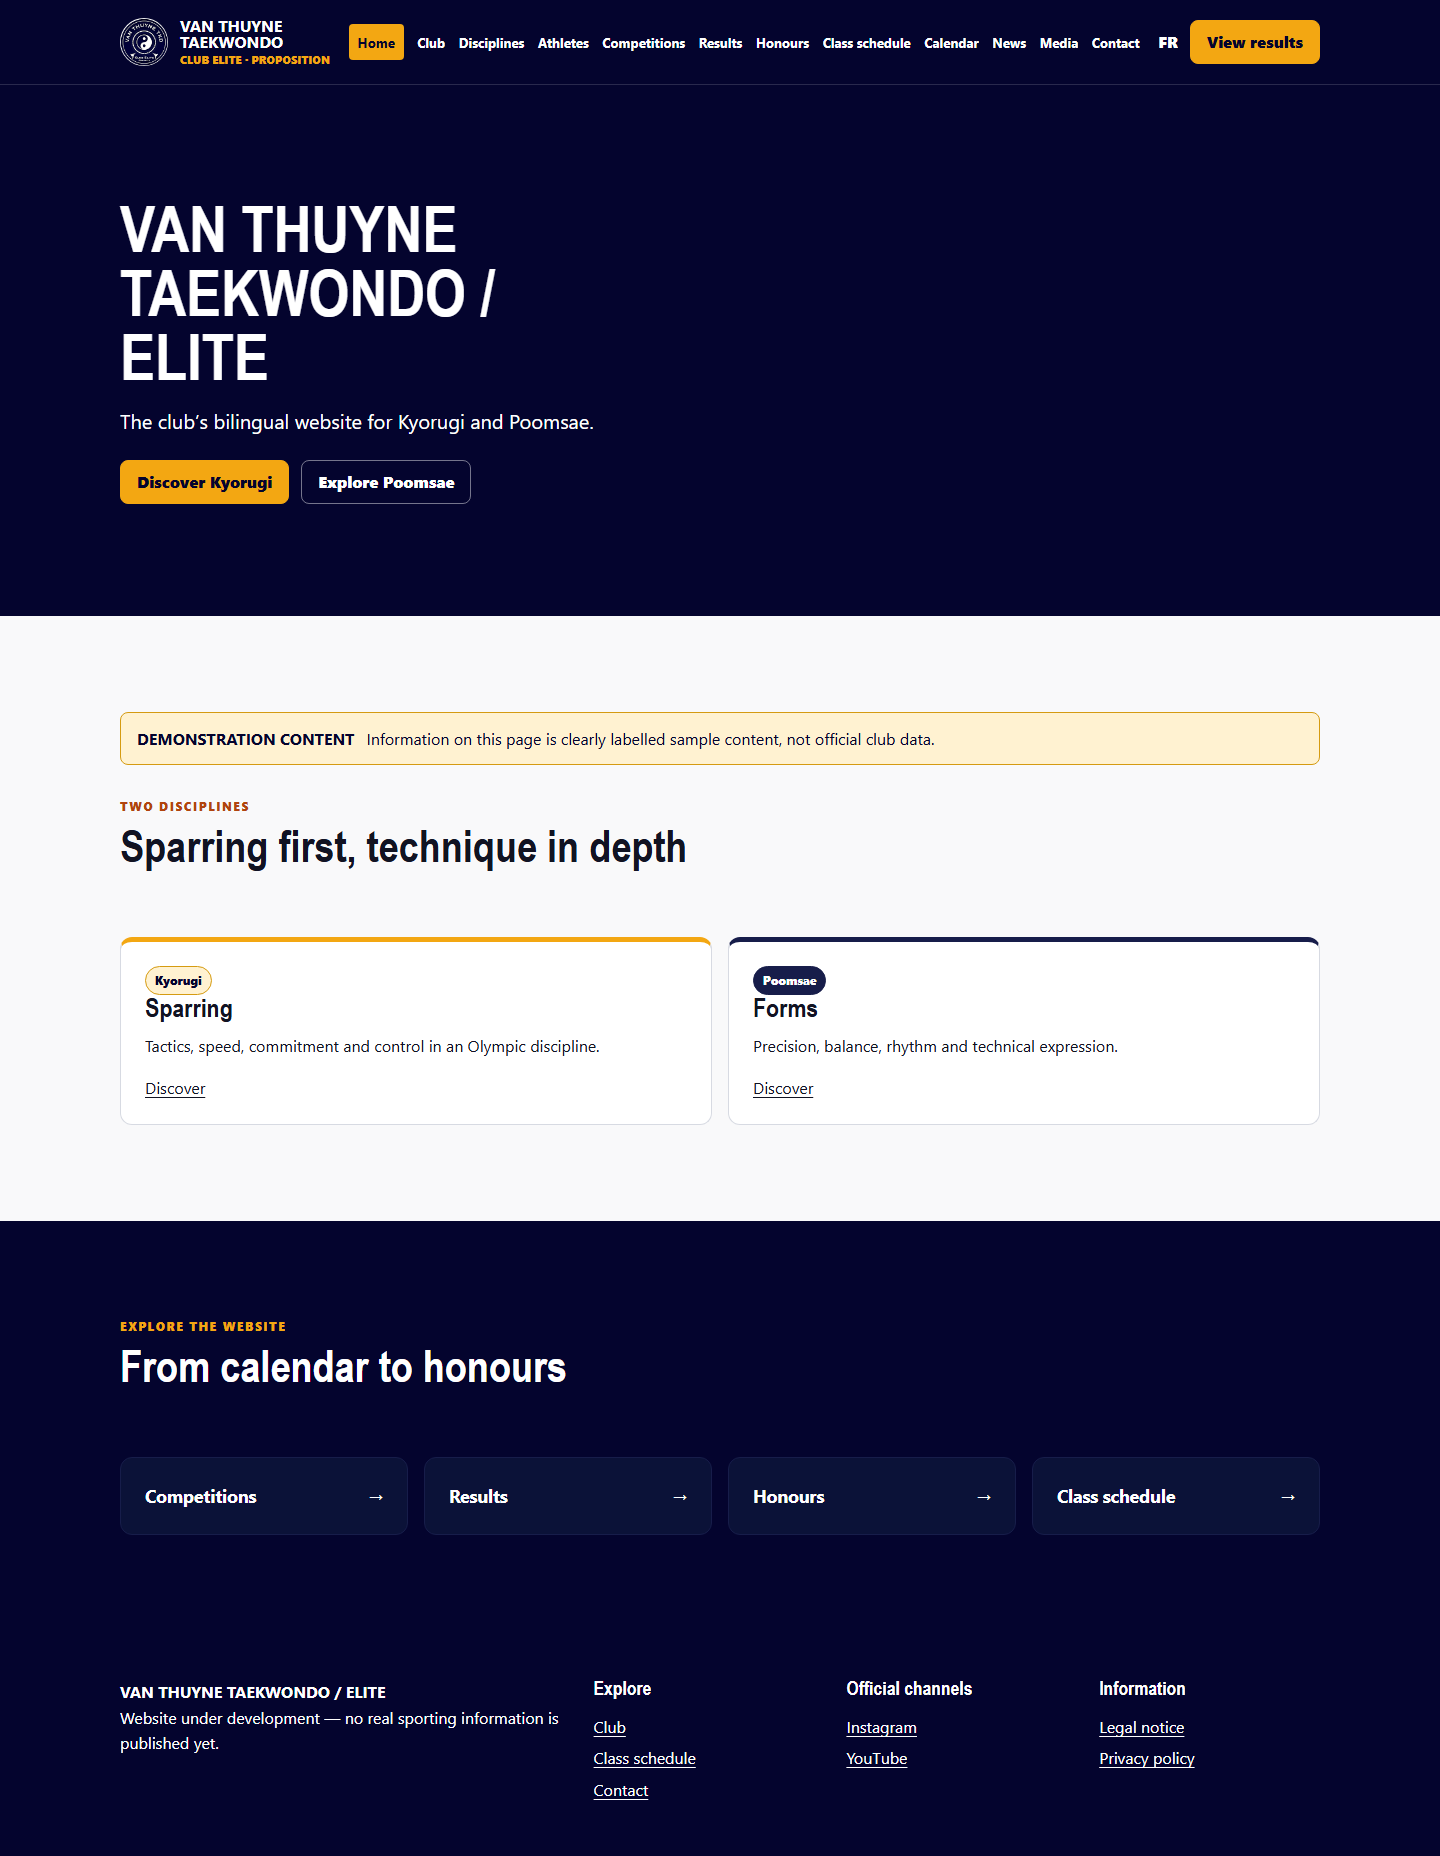 VAN THUYNE TKD
VAN THUYNE
TAEKWONDO
CLUB ELITE · PROPOSITION
Home
Club
Disciplines
Athletes
Competitions
Results
Honours
Class schedule
Calendar
News
Media
Contact
FR
View results
VAN THUYNE
TAEKWONDO /
ELITE
The club’s bilingual website for Kyorugi and Poomsae.
Discover Kyorugi
Explore Poomsae
DEMONSTRATION CONTENT Information on this page is clearly labelled sample content, not official club data.
TWO DISCIPLINES
Sparring first, technique in depth
Kyorugi
Sparring
Tactics, speed, commitment and control in an Olympic discipline.
Discover
Poomsae
Forms
Precision, balance, rhythm and technical expression.
Discover
EXPLORE THE WEBSITE
From calendar to honours
Competitions →
Results →
Honours →
Class schedule →
VAN THUYNE TAEKWONDO / ELITE
Website under development — no real sporting information is
published yet.
Explore
Club
Class schedule
Contact
Official channels
Instagram
YouTube
Information
Legal notice
Privacy policy